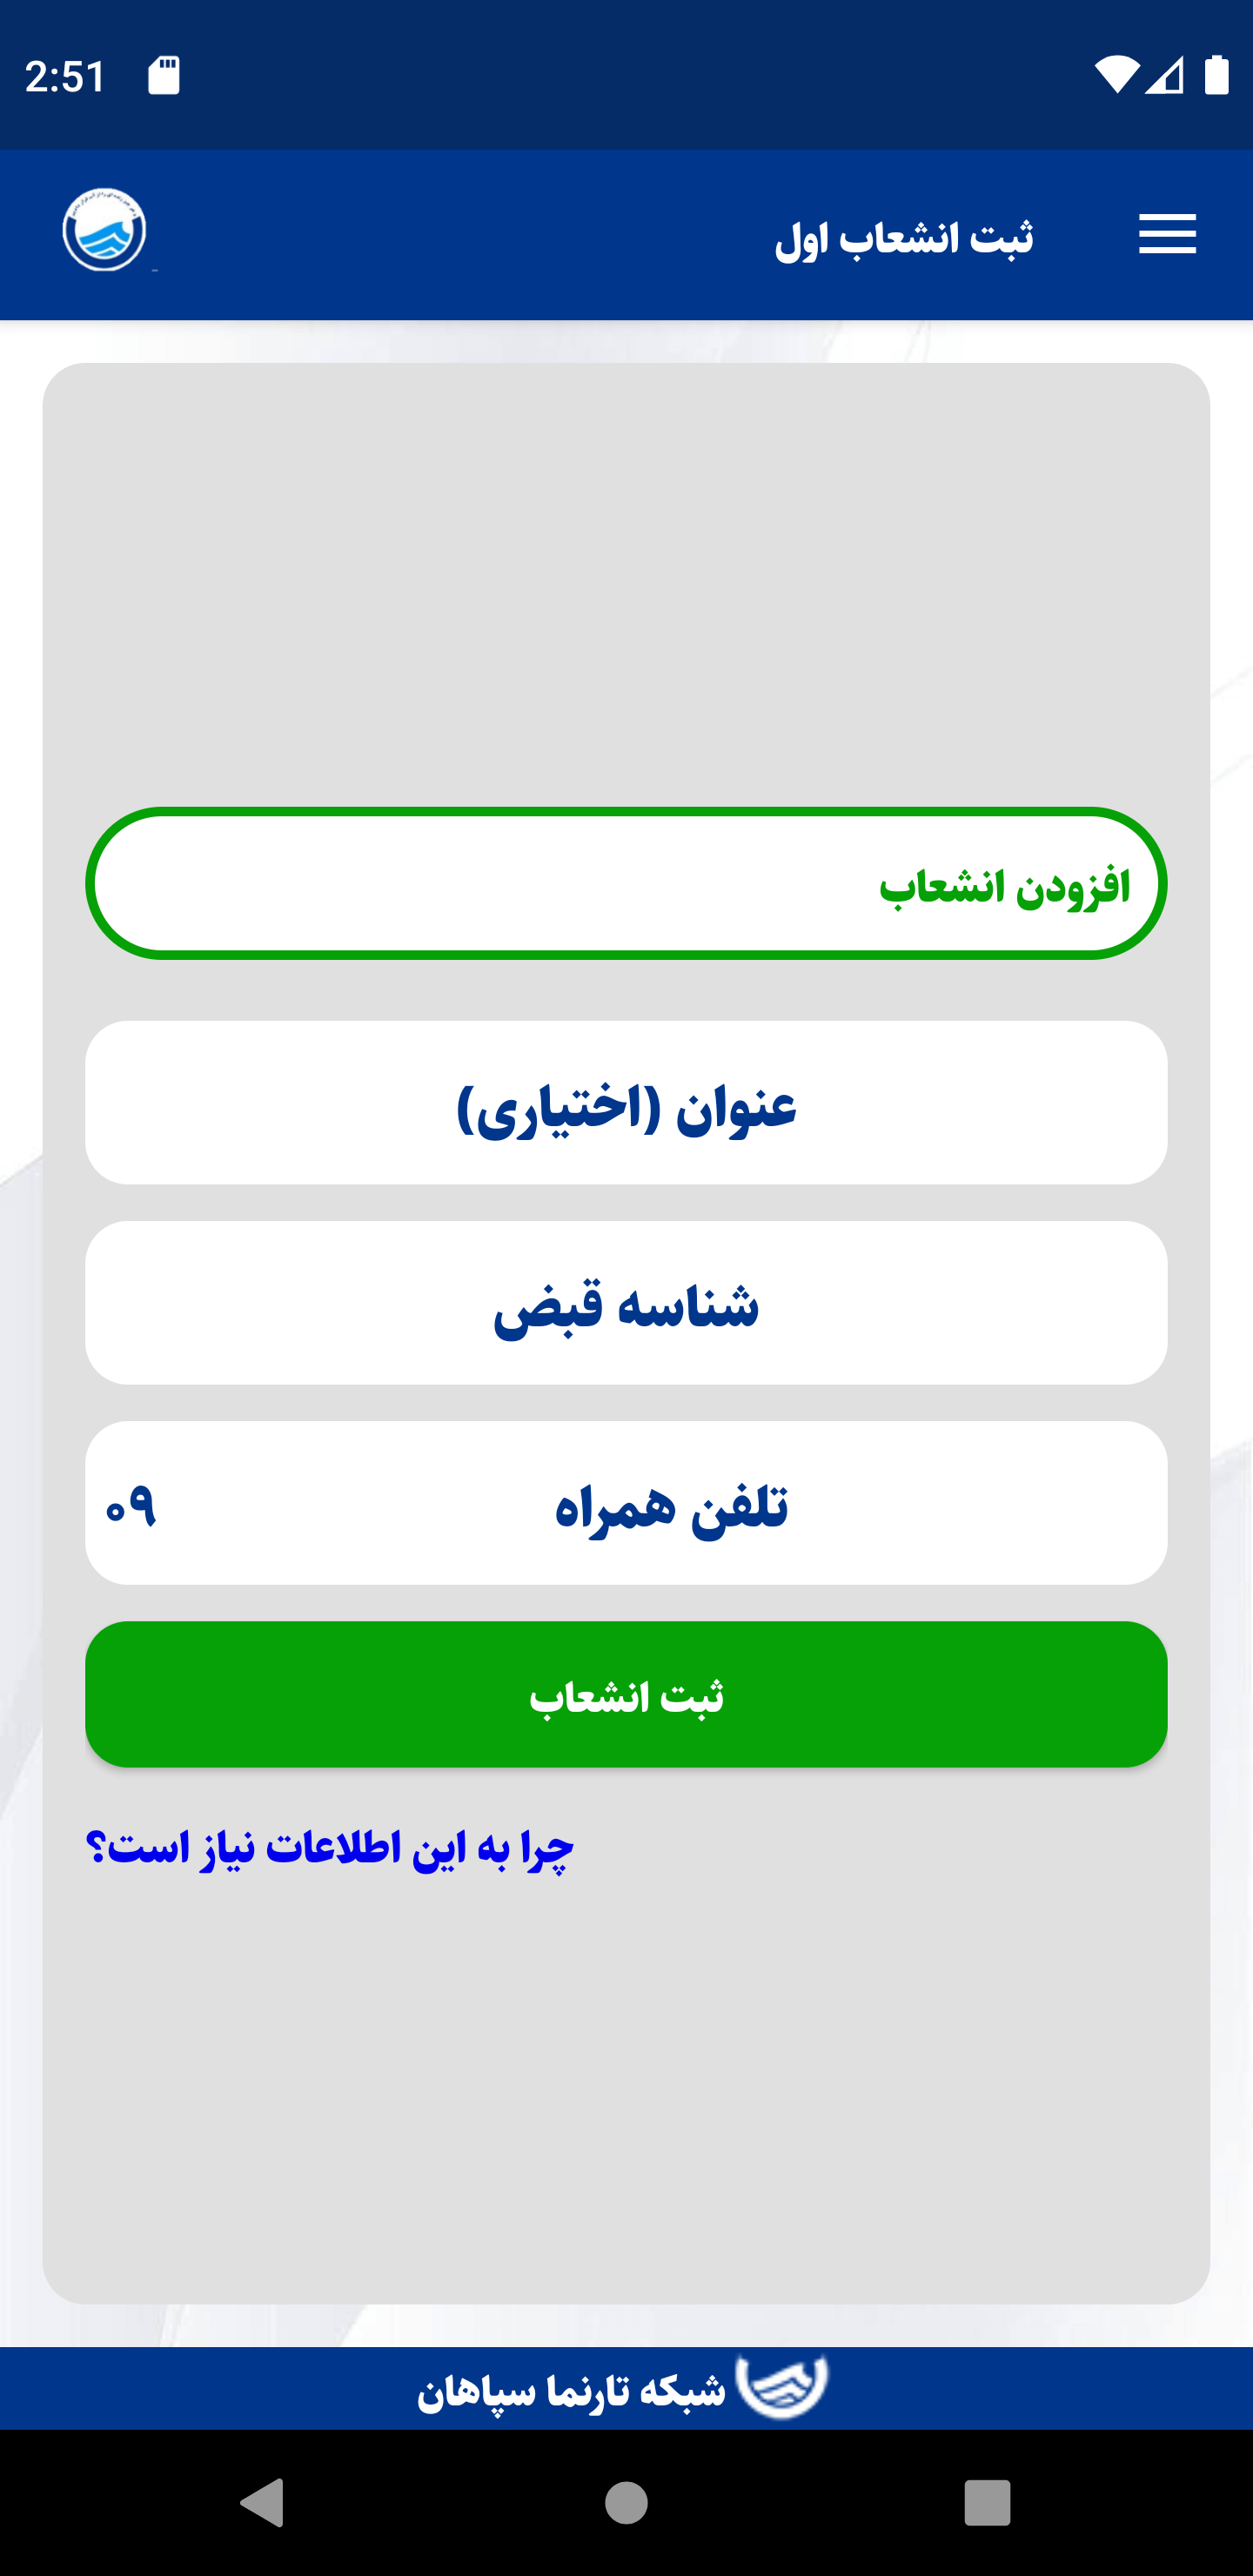 2:51
ثبت انشعاب اول
افزودن انشعاب
عنوان (اختیاری)
شناسه قبض
تلفن همراه
۰۹
ثبت انشعاب
چرا به این اطلاعات نیاز است؟
شبکه تارنما سپاهان